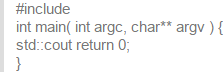 #include
int main( int argc, char** argv ) {
std::cout return 0;
}